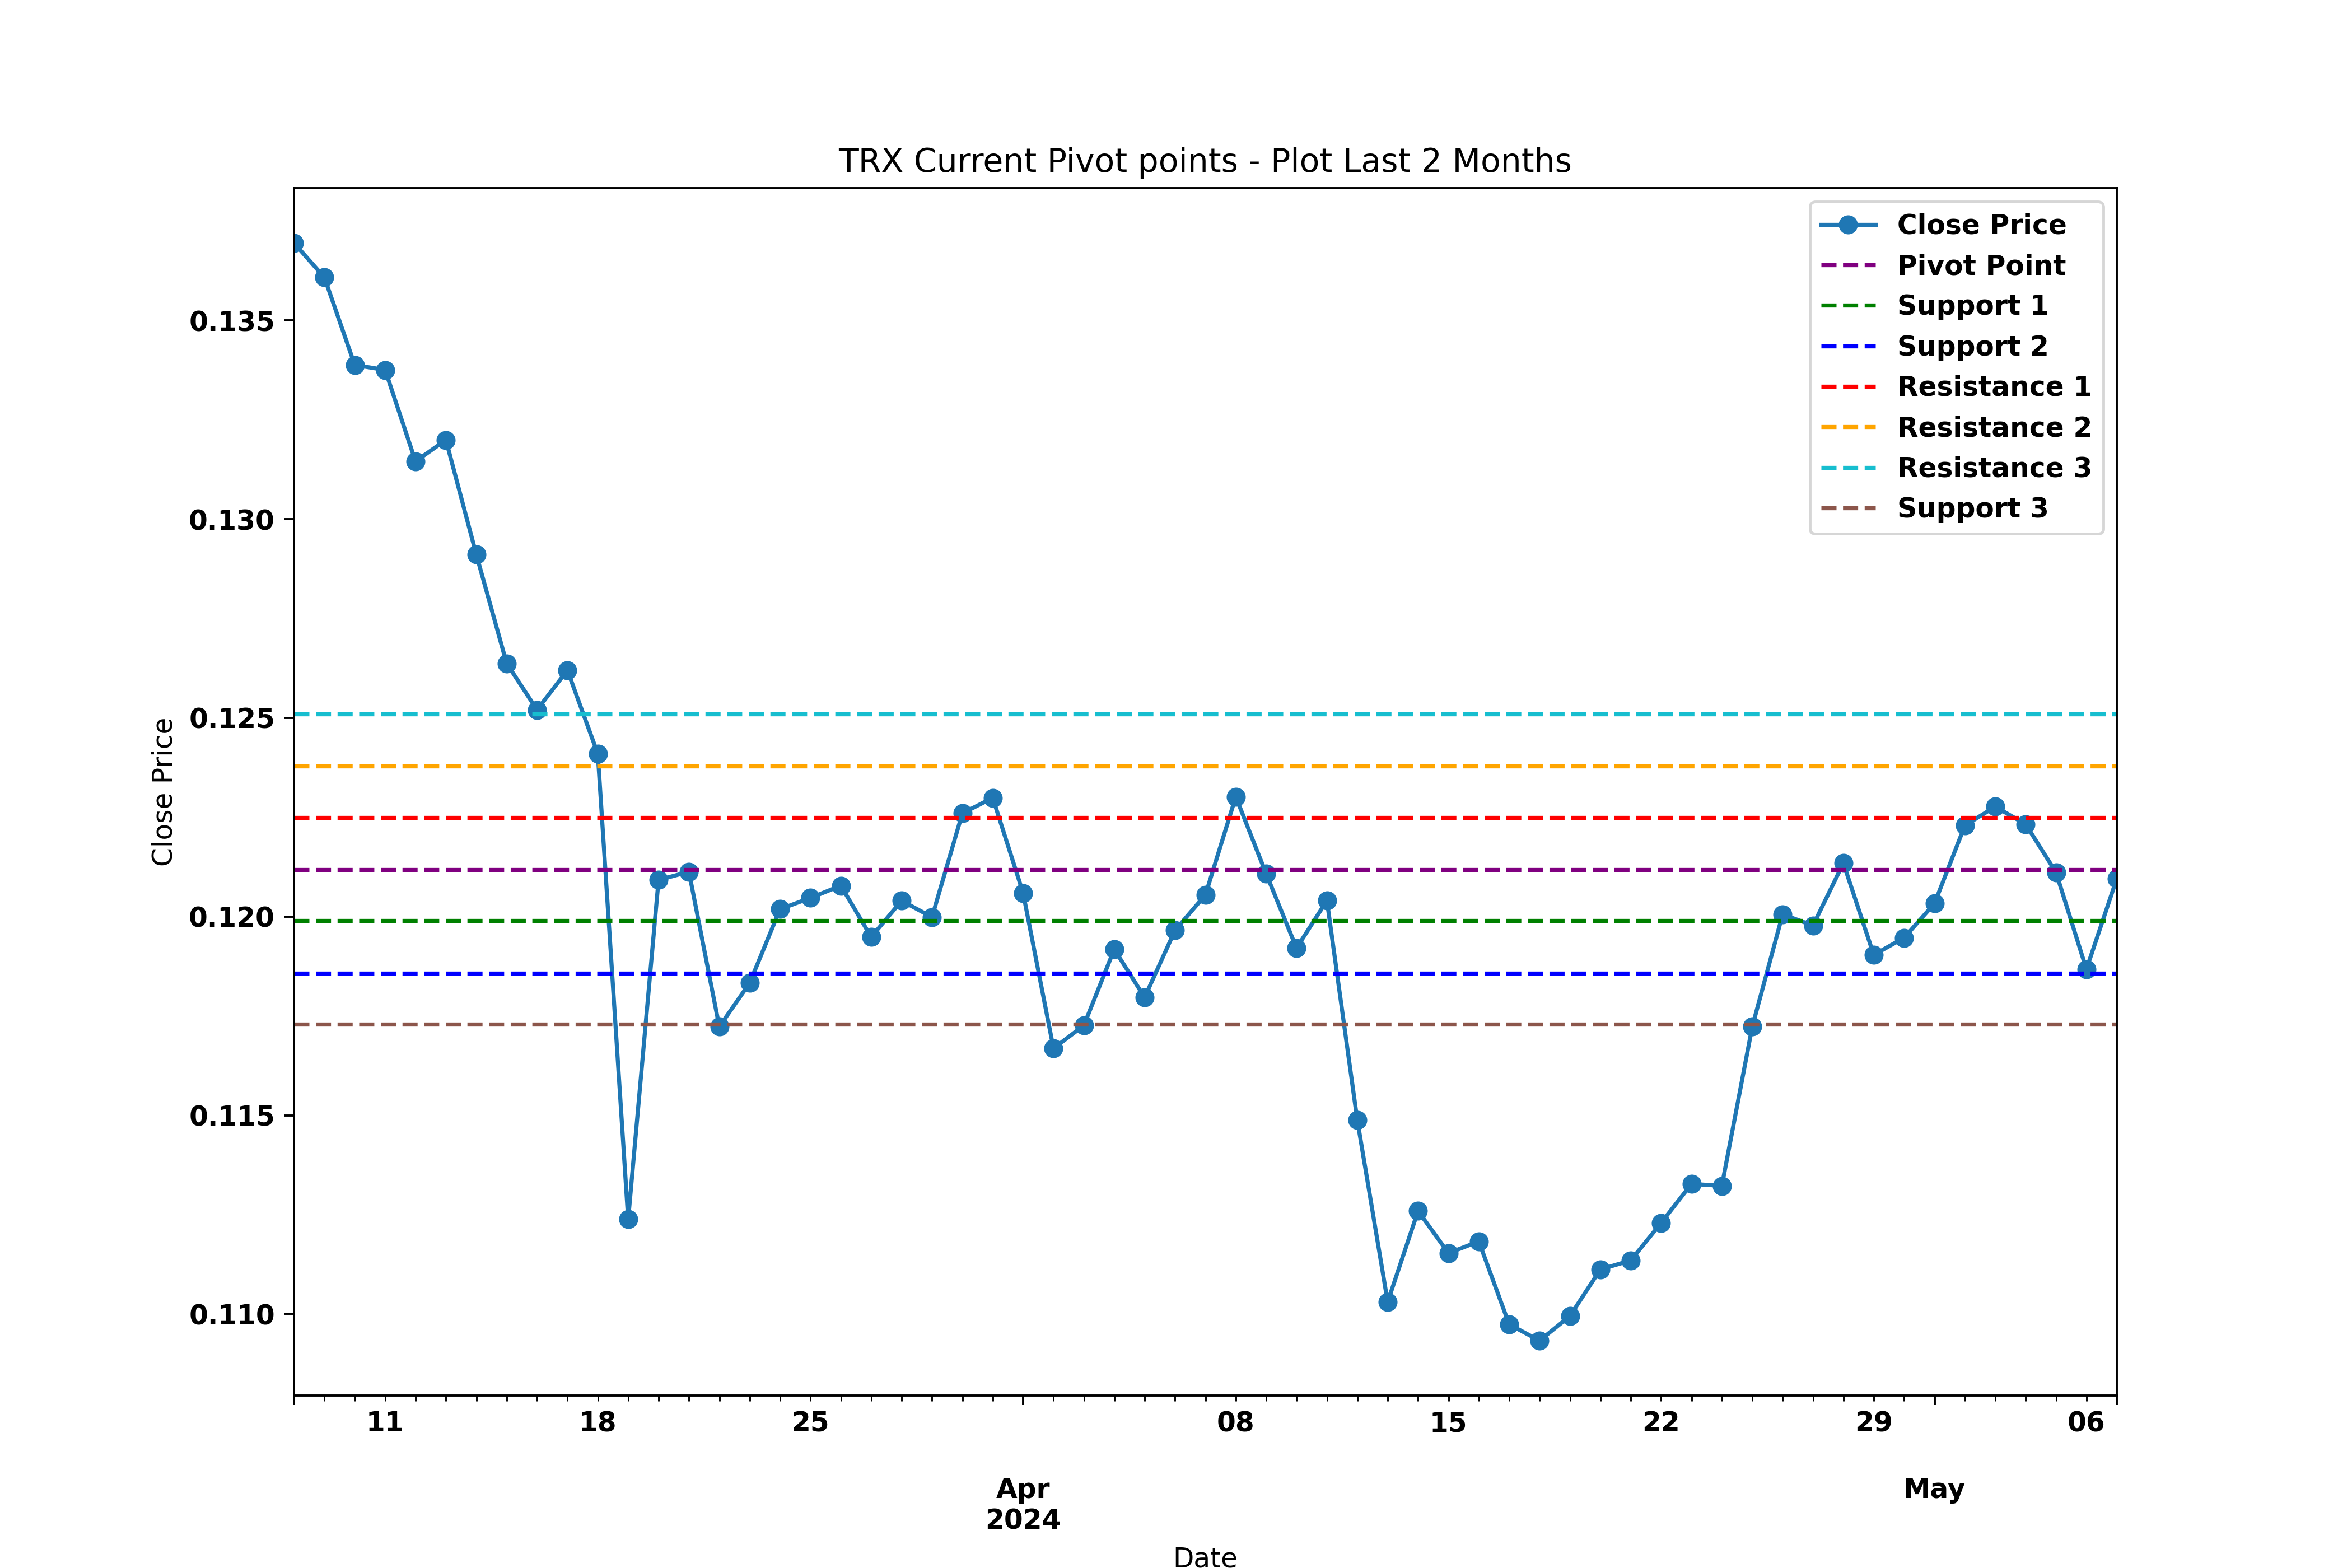 TRX Current Pivot points - Plot Last 2 Months
Close Price
Pivot Point
Support 1
Support 2
Resistance 1
Resistance 2
Resistance 3
Support 3
0.135
0.130
0.125
0.120
0.115
0.110
Close Price
11 18 25 08 15 22 29 06
Apr May
2024
Date